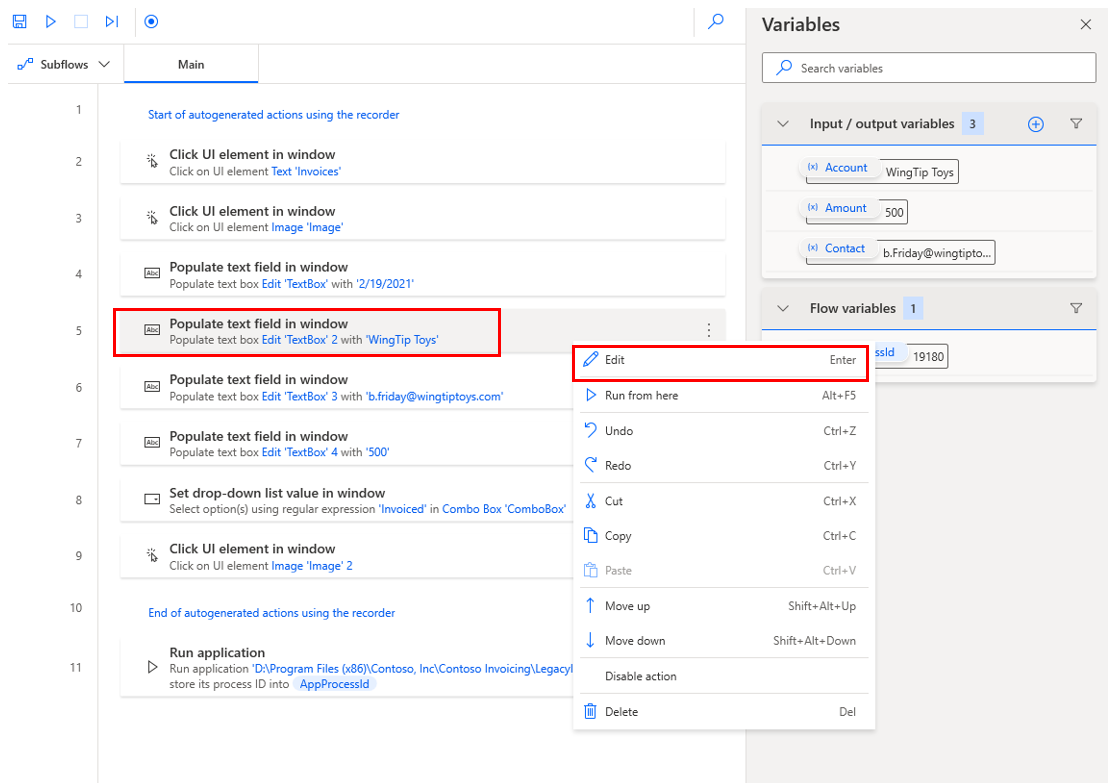 Subflows
Main
1
Start of autogenerated actions using the recorder
2
Click UI element in window
Click on UI element Text 'Invoices'
3
Click UI element in window
Click on UI element Image 'Image'
4
Abc
Populate text field in window
Populate text box Edit 'TextBox' with '2/19/2021'
5
Abc
Populate text field in window
Populate text box Edit 'TextBox' 2 with 'WingTip Toys'
6
Abc
Populate text field in window
Populate text box Edit 'TextBox' 3 with 'b.friday@wingtiptoys.com'
7
Abc
Populate text field in window
Populate text box Edit 'TextBox' 4 with '500'
8
Set drop-down list value in window
Select option(s) using regular expression 'Invoiced' in Combo Box 'ComboBox'
9
Click UI element in window
Click on UI element Image 'Image' 2
10
End of autogenerated actions using the recorder
11
Run application
Run application 'D:\Program Files (x86)\Contoso, Inc\Contoso Invoicing\LegacyI
store its process ID into AppProcessId
Edit Enter
Run from here Alt+F5
Undo Ctrl+Z
Redo Ctrl+Y
Cut Ctrl+X
Copy Ctrl+C
Paste Ctrl+V
Move up Shift+Alt+Up
Move down Shift+Alt+Down
Disable action
Delete Del
Variables
Search variables
Input / output variables 3
(x) Account WingTip Toys
(x) Amount 500
(x) Contact b.Friday@wingtipto...
Flow variables 1
ssId 19180